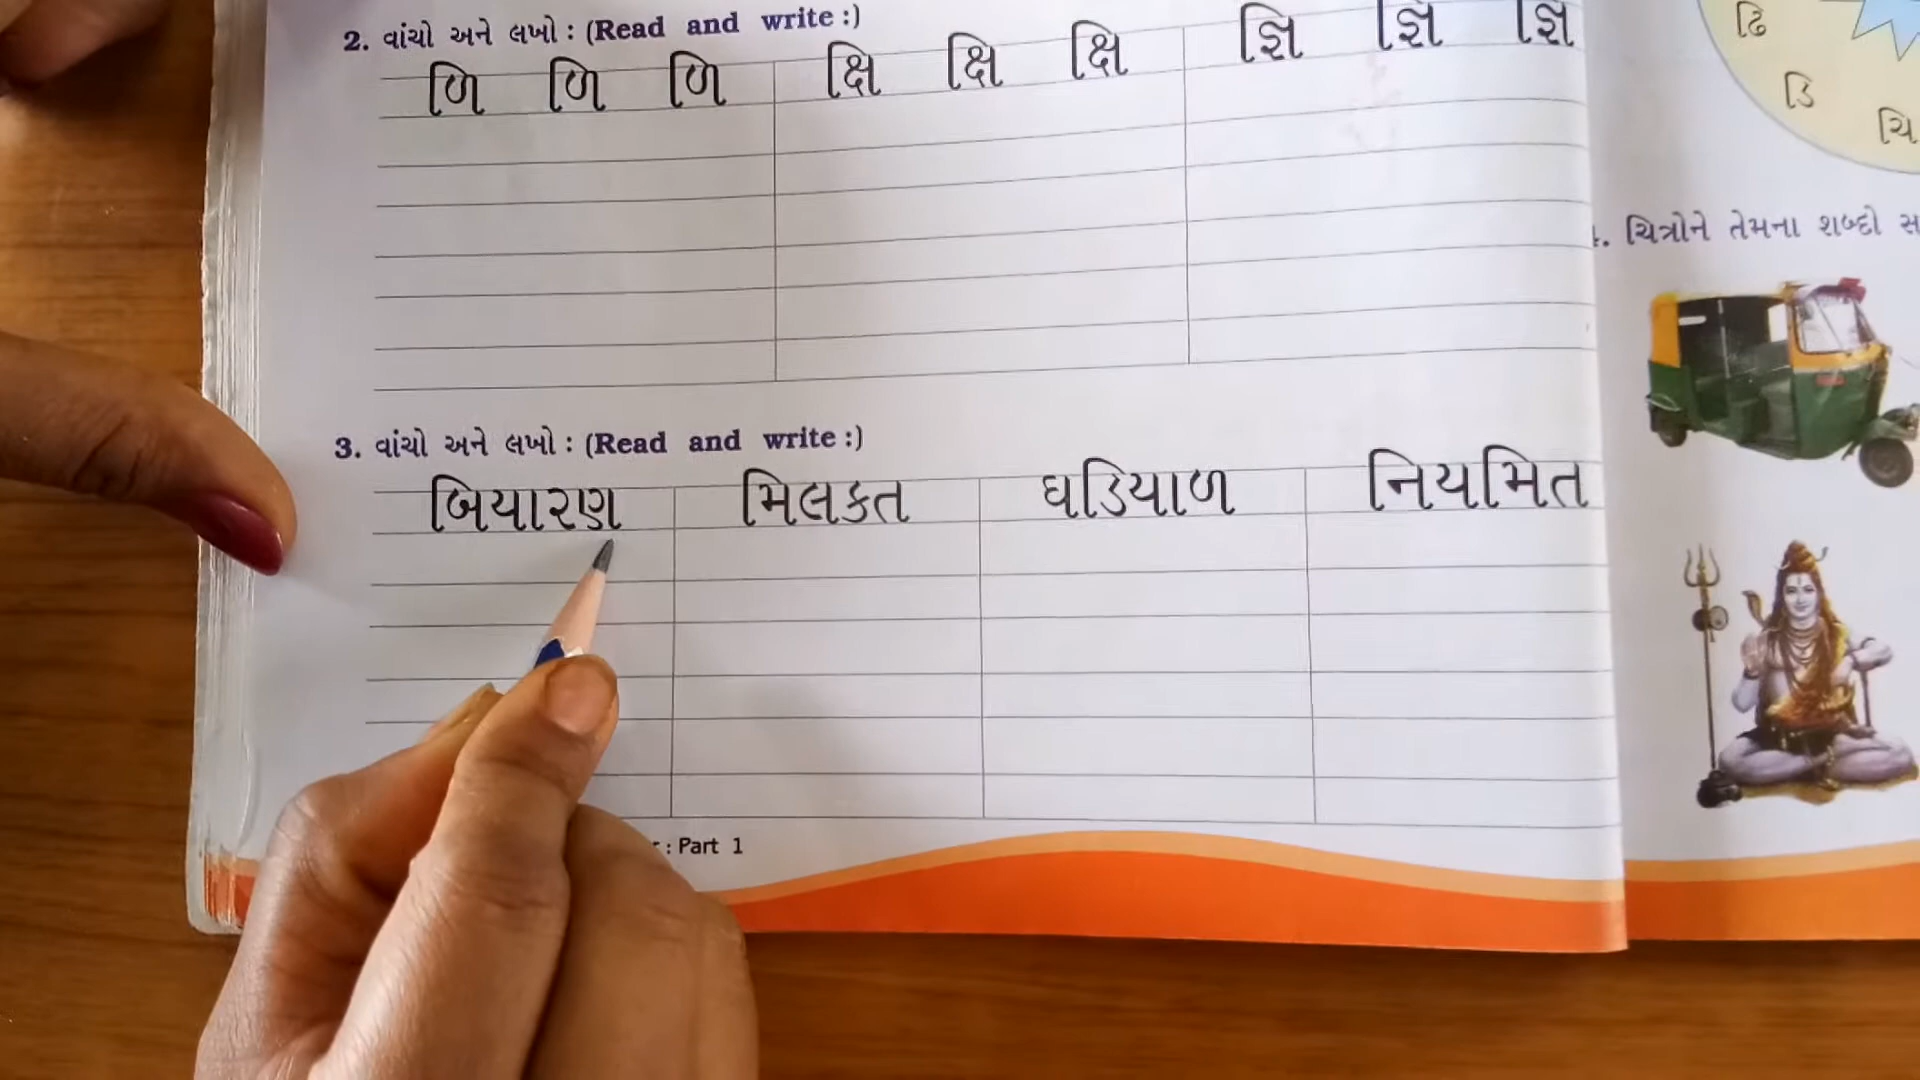 2. વાંચો અને લખો : (Read and write :)
ળિ ળિ ળિ ક્ષિ ક્ષિ ક્ષિ જ્ઞિ જ્ઞિ જ્ઞિ
3. વાંચો અને લખો : (Read and write :)
બિયારણ મિલકત ઘડિયાળ નિયમિત
: Part 1
ઢિ
ડિ
ચિ
ચિત્રોને તેમના શબ્દો